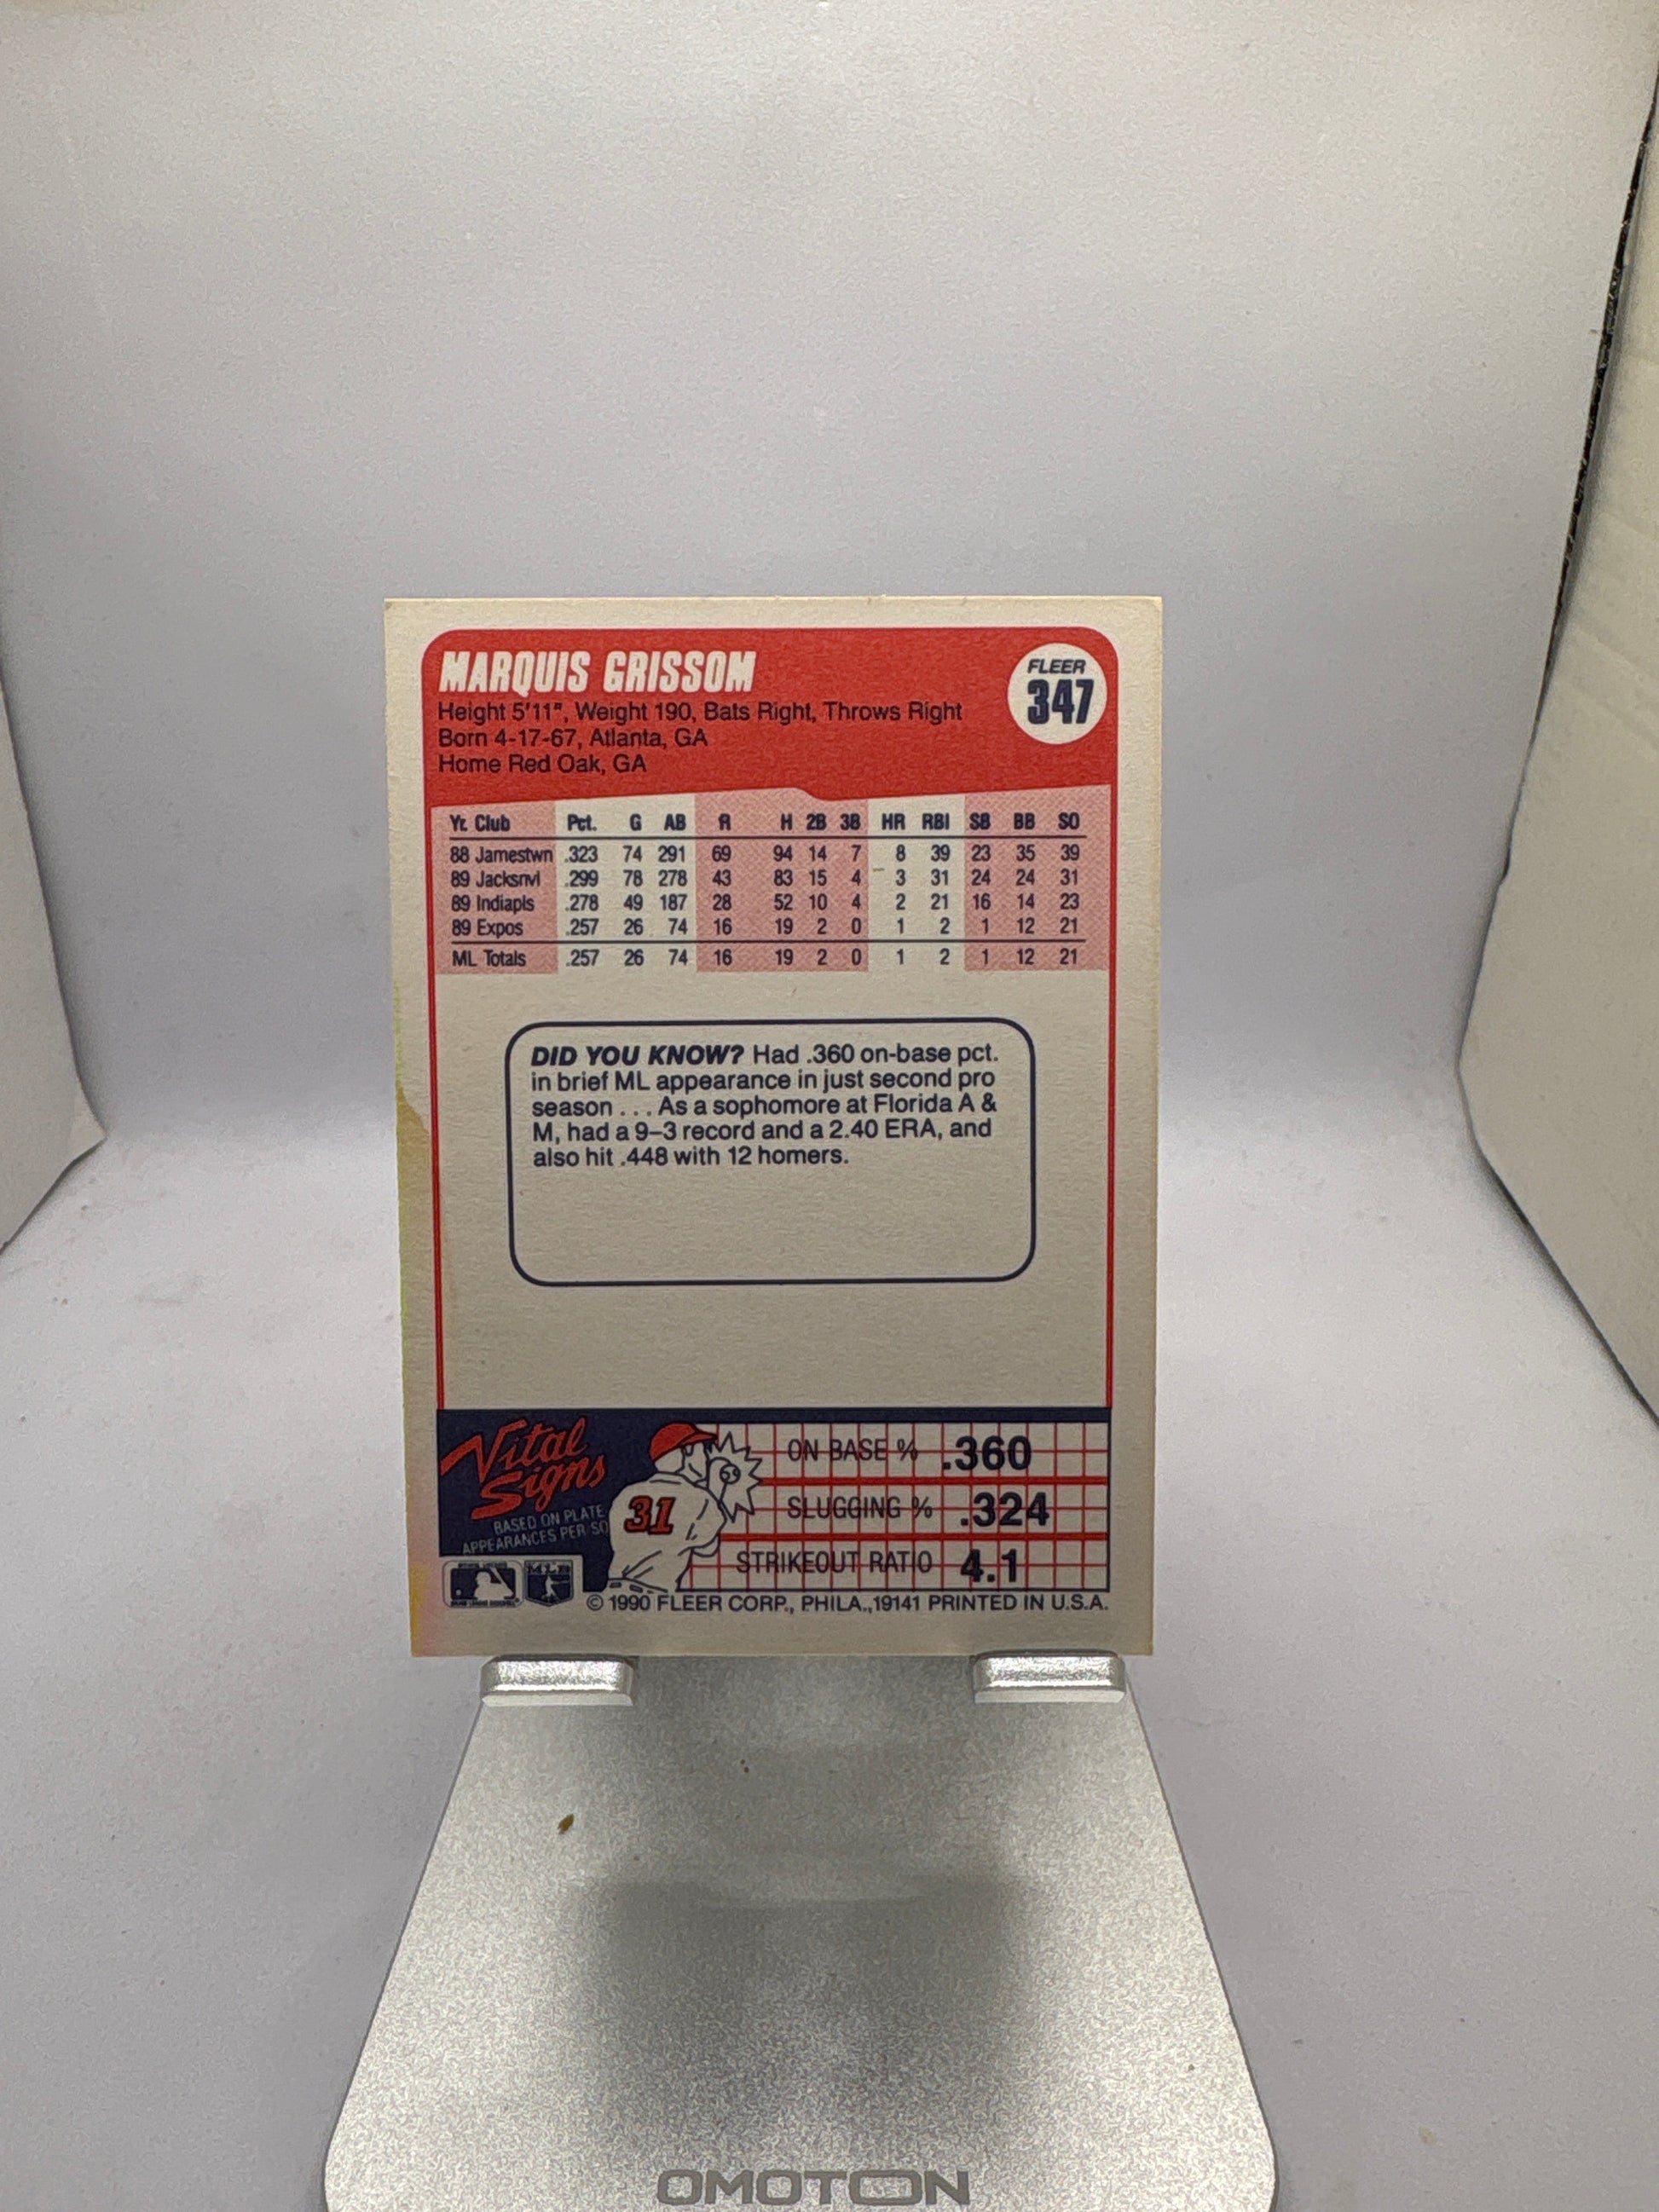 MARQUIS GRISSOM
FLEER
347
Height 5'11", Weight 190, Bats Right, Throws Right
Born 4-17-67, Atlanta, GA
Home Red Oak, GA
Yr. Club Pct. G AB R H 2B 3B HR RBI SB BB SO
88 Jamestwn .323 74 291 69 94 14 7 8 39 23 35 39
89 Jacksnvl .299 78 278 43 83 15 4 3 31 24 24 31
89 Indiapls .278 49 187 28 52 10 4 2 21 16 14 23
89 Expos .257 26 74 16 19 2 0 1 2 1 12 21
ML Totals .257 26 74 16 19 2 0 1 2 1 12 21
DID YOU KNOW? Had .360 on-base pct.
in brief ML appearance in just second pro
season . . . As a sophomore at Florida A &
M, had a 9–3 record and a 2.40 ERA, and
also hit .448 with 12 homers.
Vital
Signs
BASED ON PLATE
APPEARANCES PER SO
31
ON BASE % .360
SLUGGING % .324
STRIKEOUT RATIO 4.1
© 1990 FLEER CORP., PHILA.,19141 PRINTED IN U.S.A.
OMOTON